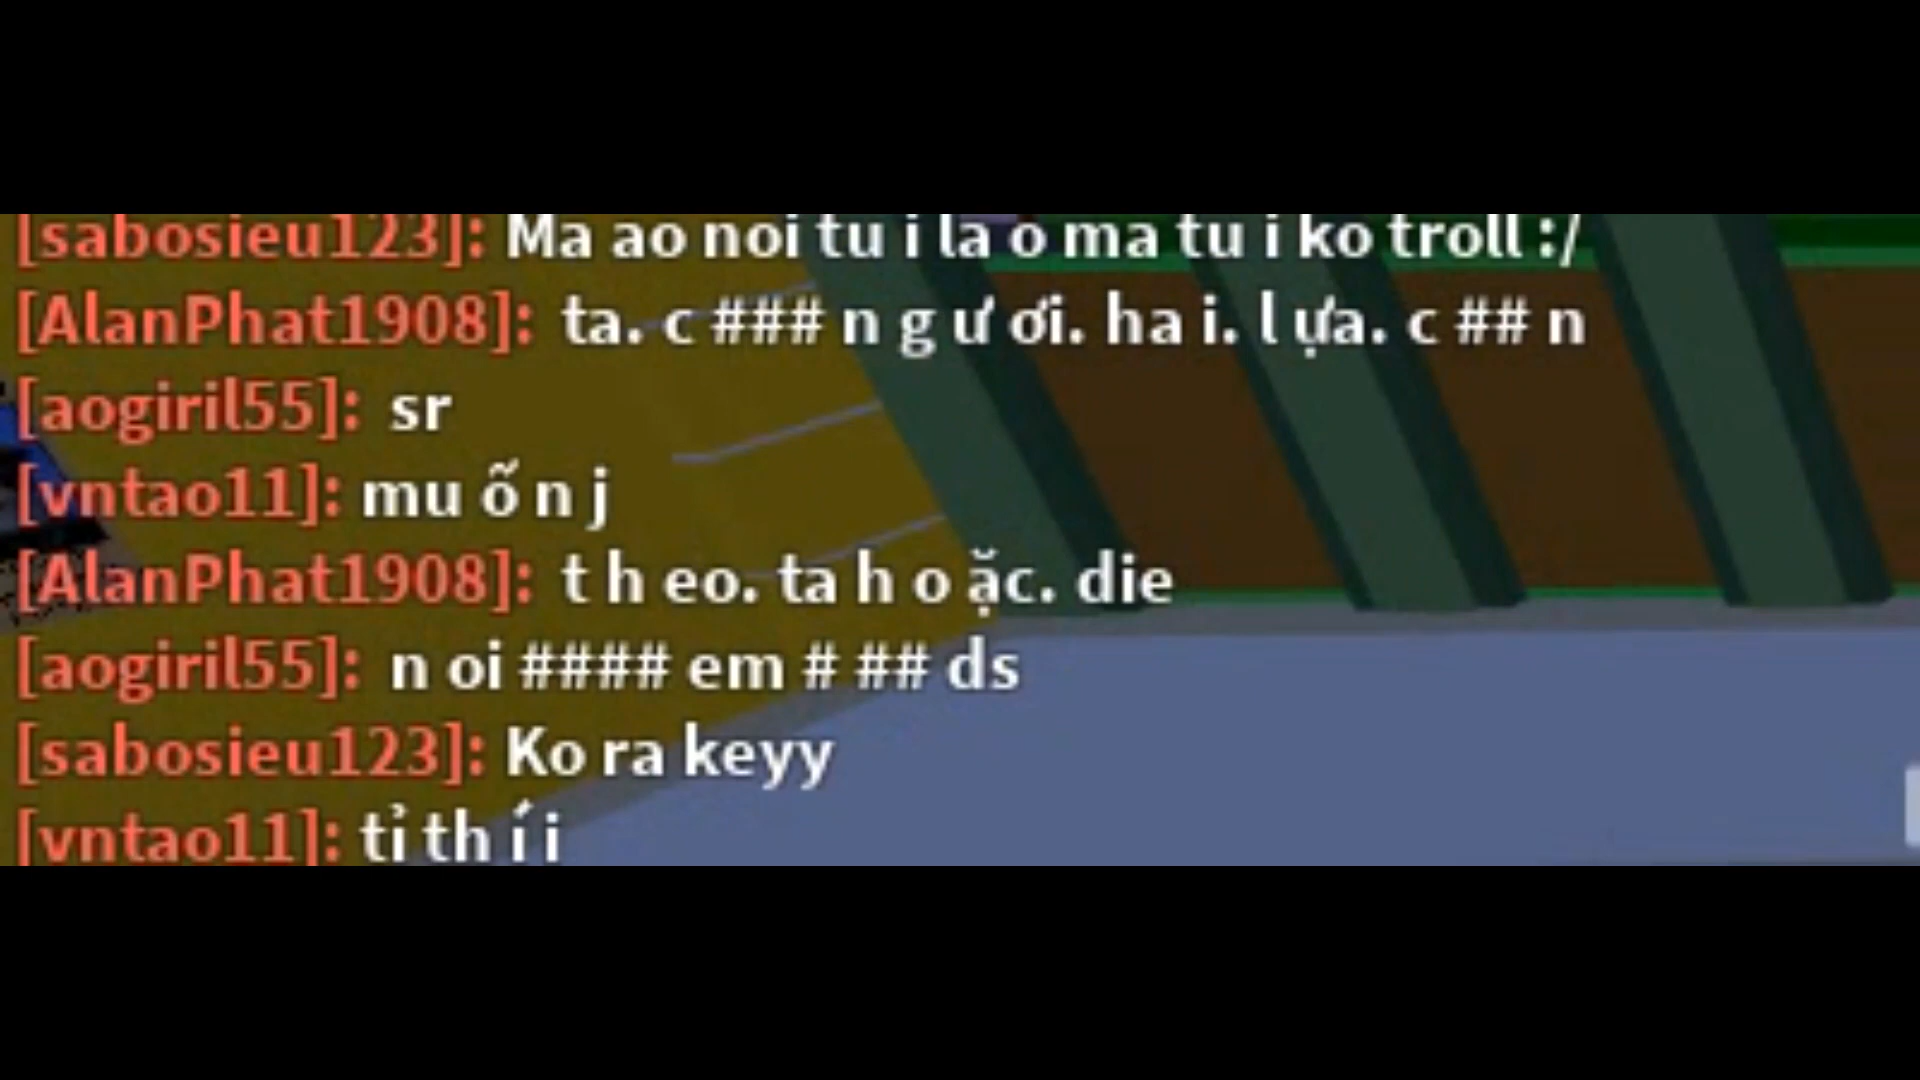 [sabosieu123]: Ma ao noi tu i la o ma tu i ko troll :/
[AlanPhat1908]: ta. c ### n g ư ơi. ha i. l ựa. c ## n
[aogiril55]: sr
[vntao11]: mu ỗ n j
[AlanPhat1908]: t h eo. ta h o ặc. die
[aogiril55]: n oi #### em # ## ds
[sabosieu123]: Ko ra keyy
[vntao11]: tỉ th í i